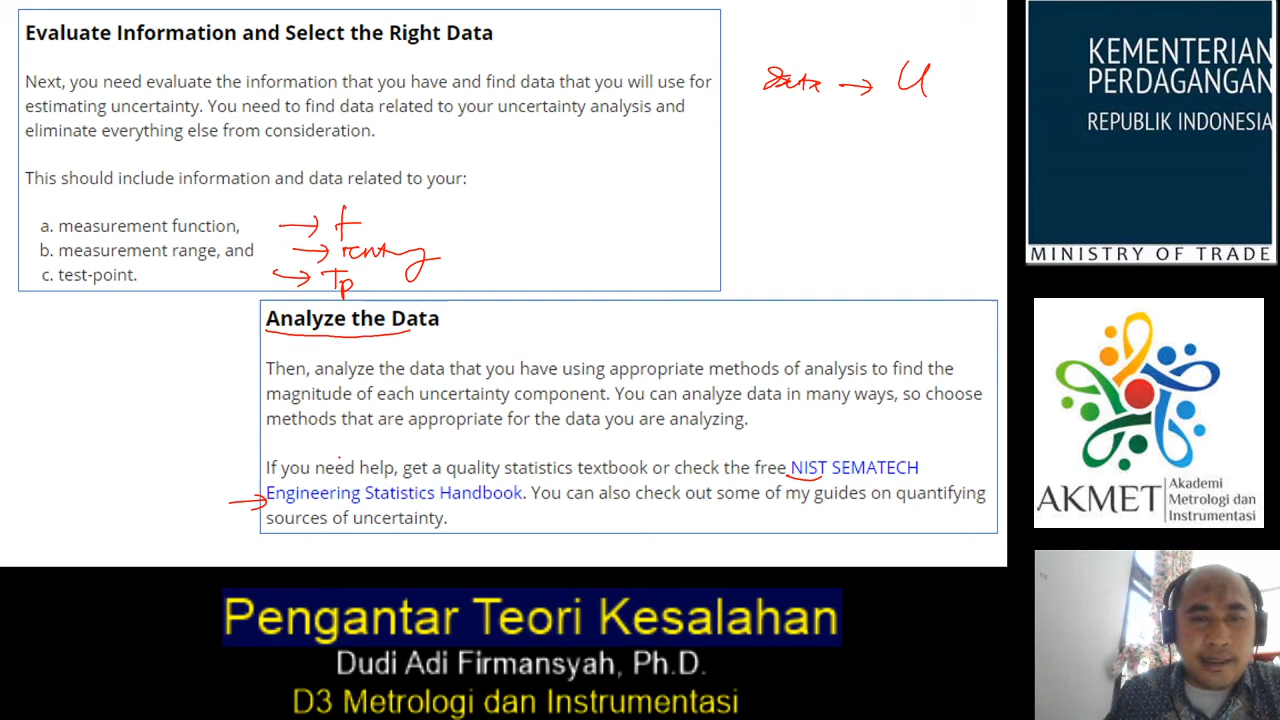 Evaluate Information and Select the Right Data
Next, you need evaluate the information that you have and find data that you will use for
estimating uncertainty. You need to find data related to your uncertainty analysis and
eliminate everything else from consideration.
This should include information and data related to your:
a. measurement function, → f
b. measurement range, and →
c. test-point. → Tp
Data → U
Analyze the Data
Then, analyze the data that you have using appropriate methods of analysis to find the
magnitude of each uncertainty component. You can analyze data in many ways, so choose
methods that are appropriate for the data you are analyzing.
If you need help, get a quality statistics textbook or check the free NIST SEMATECH
Engineering Statistics Handbook. You can also check out some of my guides on quantifying
sources of uncertainty.
KEMENTERIAN
PERDAGANGAN
REPUBLIK INDONESIA
MINISTRY OF TRADE
AKMET
Akademi
Metrologi dan
Instrumentasi
Pengantar Teori Kesalahan
Dudi Adi Firmansyah, Ph.D.
D3 Metrologi dan Instrumentasi